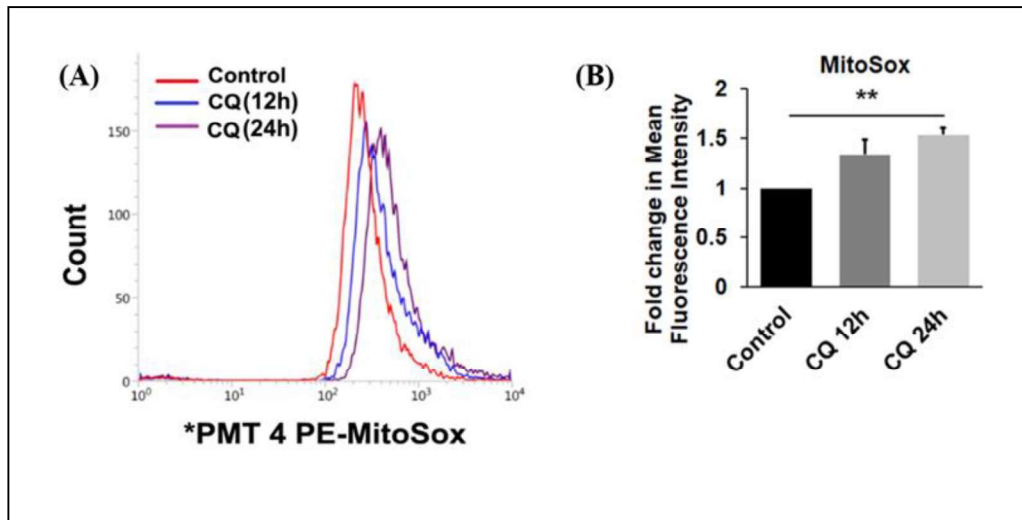 (A)
Control
CQ (12h)
CQ (24h)
150
100
50
0
10⁰ 10¹ 10² 10³ 10⁴
Count
*PMT 4 PE-MitoSox
(B)
MitoSox
**
Fold change in Mean
Fluorescence Intensity
2
1.5
1
0.5
0
Control
CQ 12h
CQ 24h